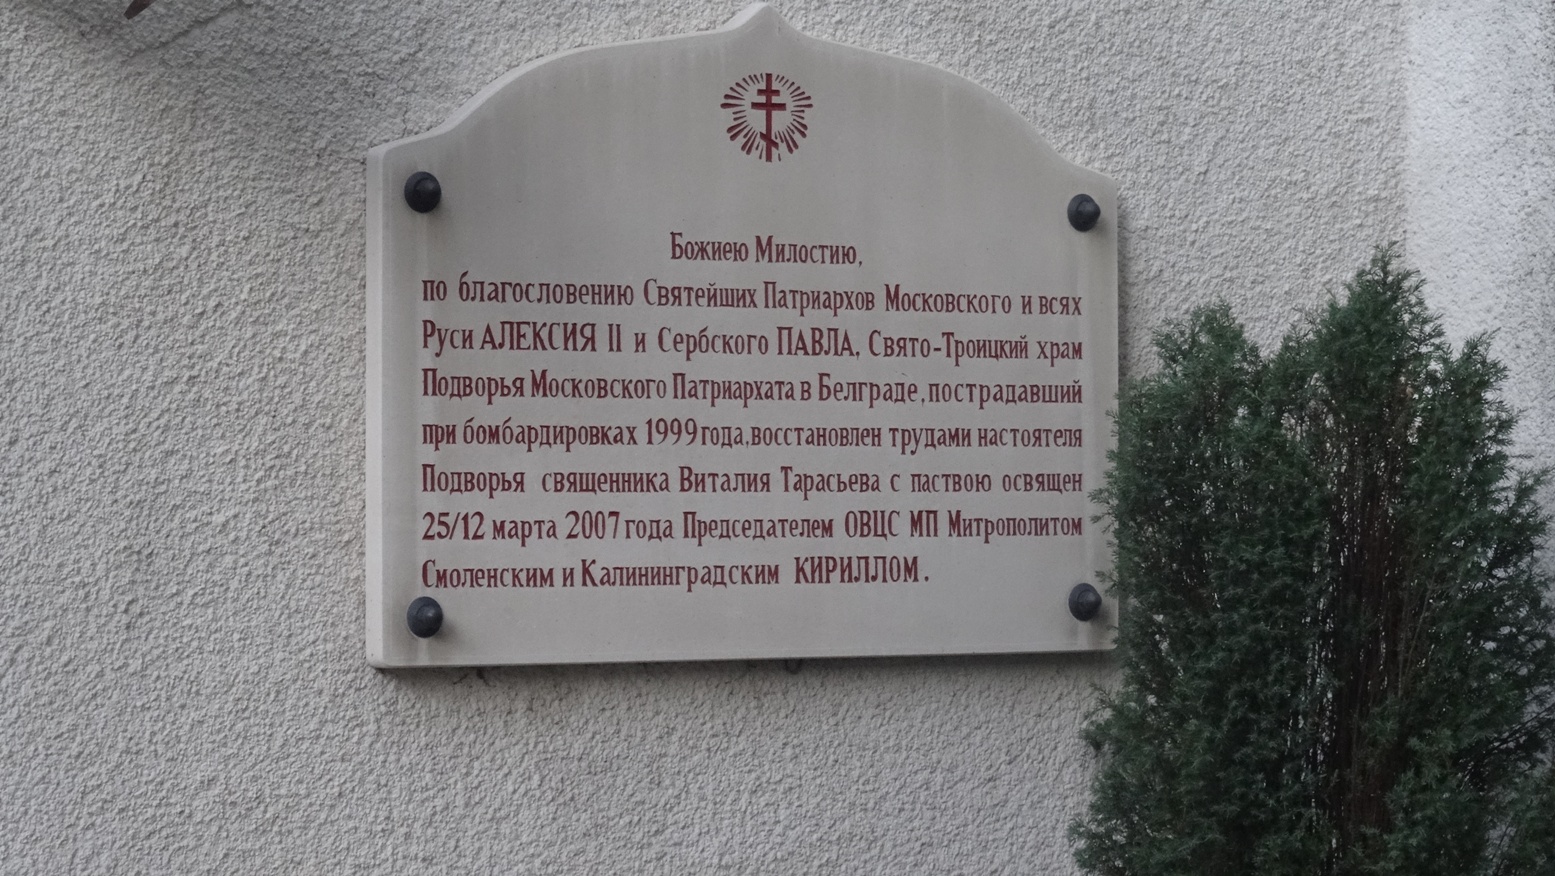 Божиею Милостию,
по благословению Святейших Патриархов Московского и всях
Руси АЛЕКСИЯ II и Сербского ПАВЛА, Свято-Троицкий храм
Подворья Московского Патриархата в Белграде, пострадавший
при бомбардировках 1999 года, восстановлен трудами настоятеля
Подворья священника Виталия Тарасьева с паствою освящен
25/12 марта 2007 года Председателем ОВЦС МП Митрополитом
Смоленским и Калининградским КИРИЛЛОМ.